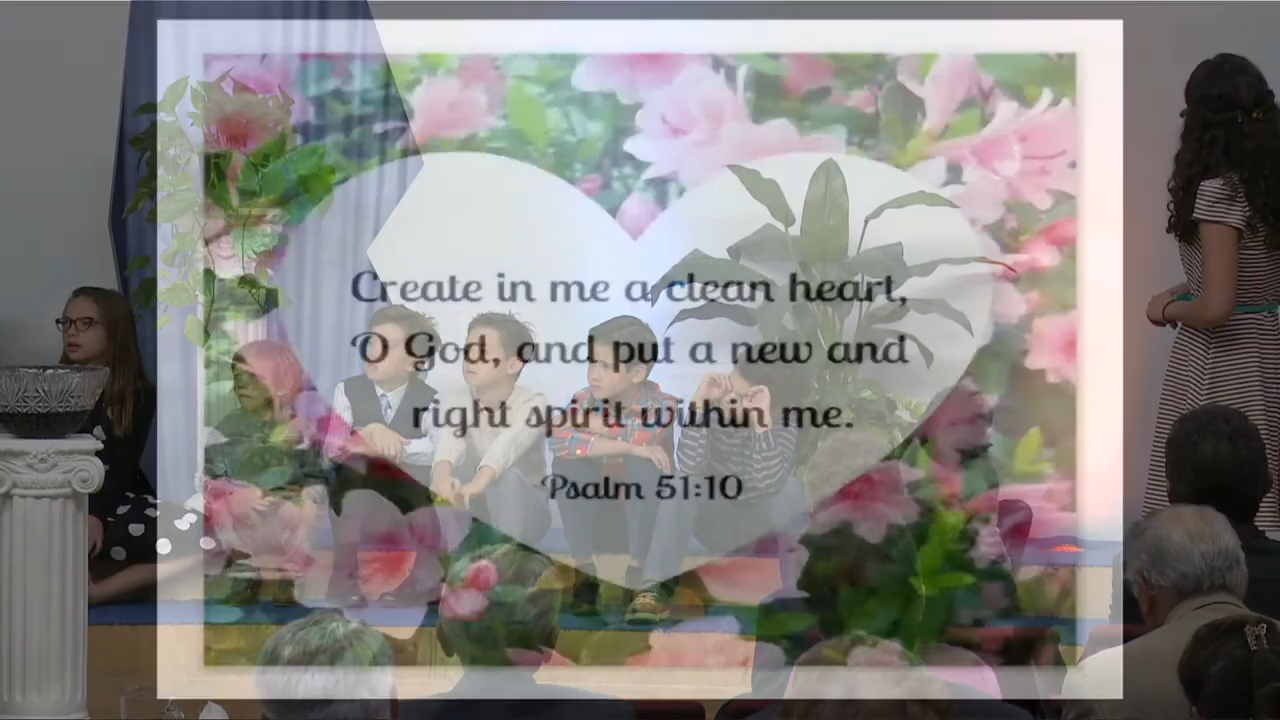 Create in me a clean heart,
O God, and put a new and
right spirit within me.
Psalm 51:10